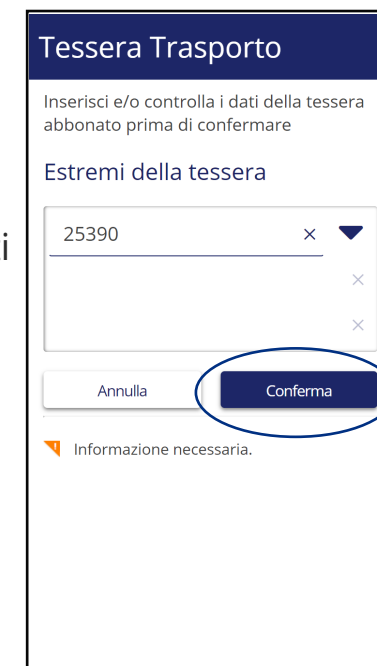 Tessera Trasporto
Inserisci e/o controlla i dati della tessera
abbonato prima di confermare
Estremi della tessera
25390
Annulla Conferma
Informazione necessaria.